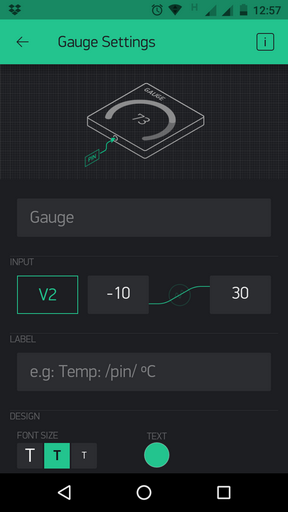 H 12:57
Gauge Settings i
GAUGE
73
PIN
Gauge
INPUT
V2 -10 30
LABEL
e.g: Temp: /pin/ ºC
DESIGN
FONT SIZE TEXT
T T T